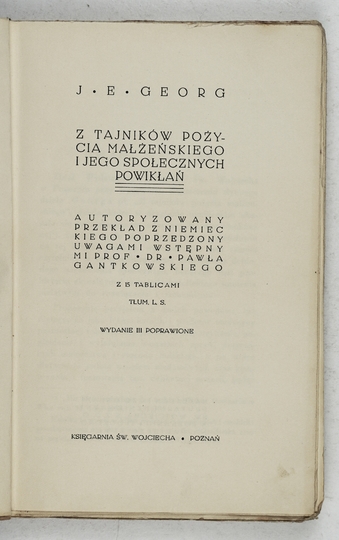 J • E • GEORG
Z TAJNIKÓW POŻY-
CIA MAŁŻEŃSKIEGO
I JEGO SPOŁECZNYCH
POWIKŁAŃ
AUTORYZOWANY
PRZEKŁAD Z NIEMIEC
KIEGO POPRZEDZONY
UWAGAMI WSTĘPNY
MI PROF • DR • PAWŁA
GANTKOWSKIEGO
Z 15 TABLICAMI
TŁUM. L. S.
WYDANIE III POPRAWIONE
KSIĘGARNIA ŚW. WOJCIECHA • POZNAŃ